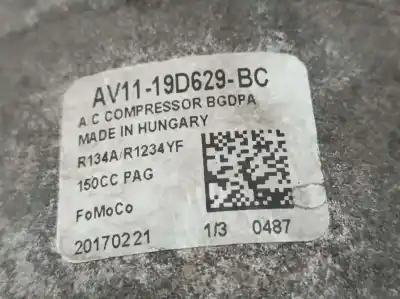 AV11-19D629-BC
A.C COMPRESSOR BGDPA
MADE IN HUNGARY
R134A/R1234YF
150CC PAG
FoMoCo
20170221
1/3 0487